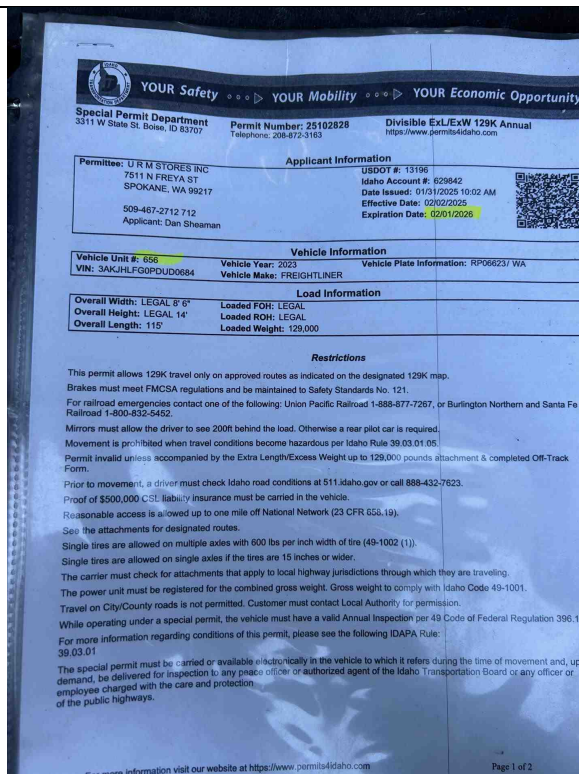 IDAHO
TRANSPORTATION DEPARTMENT
YOUR Safety YOUR Mobility YOUR Economic Opportunity
Special Permit Department
3311 W State St. Boise, ID 83707
Permit Number: 25102828
Telephone: 208-872-3163
Divisible ExL/ExW 129K Annual
https://www.permits4idaho.com
Applicant Information
Permittee: U R M STORES INC
7511 N FREYA ST
SPOKANE, WA 99217
509-467-2712 712
Applicant: Dan Sheaman
USDOT #: 13196
Idaho Account #: 629842
Date Issued: 01/31/2025 10:02 AM
Effective Date: 02/02/2025
Expiration Date: 02/01/2026
Vehicle Information
Vehicle Unit #: 656
VIN: 3AKJHLFG0PDUD0684
Vehicle Year: 2023
Vehicle Make: FREIGHTLINER
Vehicle Plate Information: RP06623/ WA
Load Information
Overall Width: LEGAL 8' 6"
Overall Height: LEGAL 14'
Overall Length: 115'
Loaded FOH: LEGAL
Loaded ROH: LEGAL
Loaded Weight: 129,000
Restrictions
This permit allows 129K travel only on approved routes as indicated on the designated 129K map.
Brakes must meet FMCSA regulations and be maintained to Safety Standards No. 121.
For railroad emergencies contact one of the following: Union Pacific Railroad 1-888-877-7267, or Burlington Northern and Santa Fe
Railroad 1-800-832-5452.
Mirrors must allow the driver to see 200ft behind the load. Otherwise a rear pilot car is required.
Movement is prohibited when travel conditions become hazardous per Idaho Rule 39.03.01.05.
Permit invalid unless accompanied by the Extra Length/Excess Weight up to 129,000 pounds attachment & completed Off-Track
Form.
Prior to movement, a driver must check Idaho road conditions at 511.idaho.gov or call 888-432-7623.
Proof of $500,000 CSL liability insurance must be carried in the vehicle.
Reasonable access is allowed up to one mile off National Network (23 CFR 658.19).
See the attachments for designated routes.
Single tires are allowed on multiple axles with 600 lbs per inch width of tire (49-1002 (1)).
Single tires are allowed on single axles if the tires are 15 inches or wider.
The carrier must check for attachments that apply to local highway jurisdictions through which they are traveling.
The power unit must be registered for the combined gross weight. Gross weight to comply with Idaho Code 49-1001.
Travel on City/County roads is not permitted. Customer must contact Local Authority for permission.
While operating under a special permit, the vehicle must have a valid Annual Inspection per 49 Code of Federal Regulation 396.1
For more information regarding conditions of this permit, please see the following IDAPA Rule:
39.03.01
The special permit must be carried or available electronically in the vehicle to which it refers during the time of movement and, up
demand, be delivered for inspection to any peace officer or authorized agent of the Idaho Transportation Board or any officer or
employee charged with the care and protection
of the public highways.
more information visit our website at https://www.permits4idaho.com
Page 1 of 2